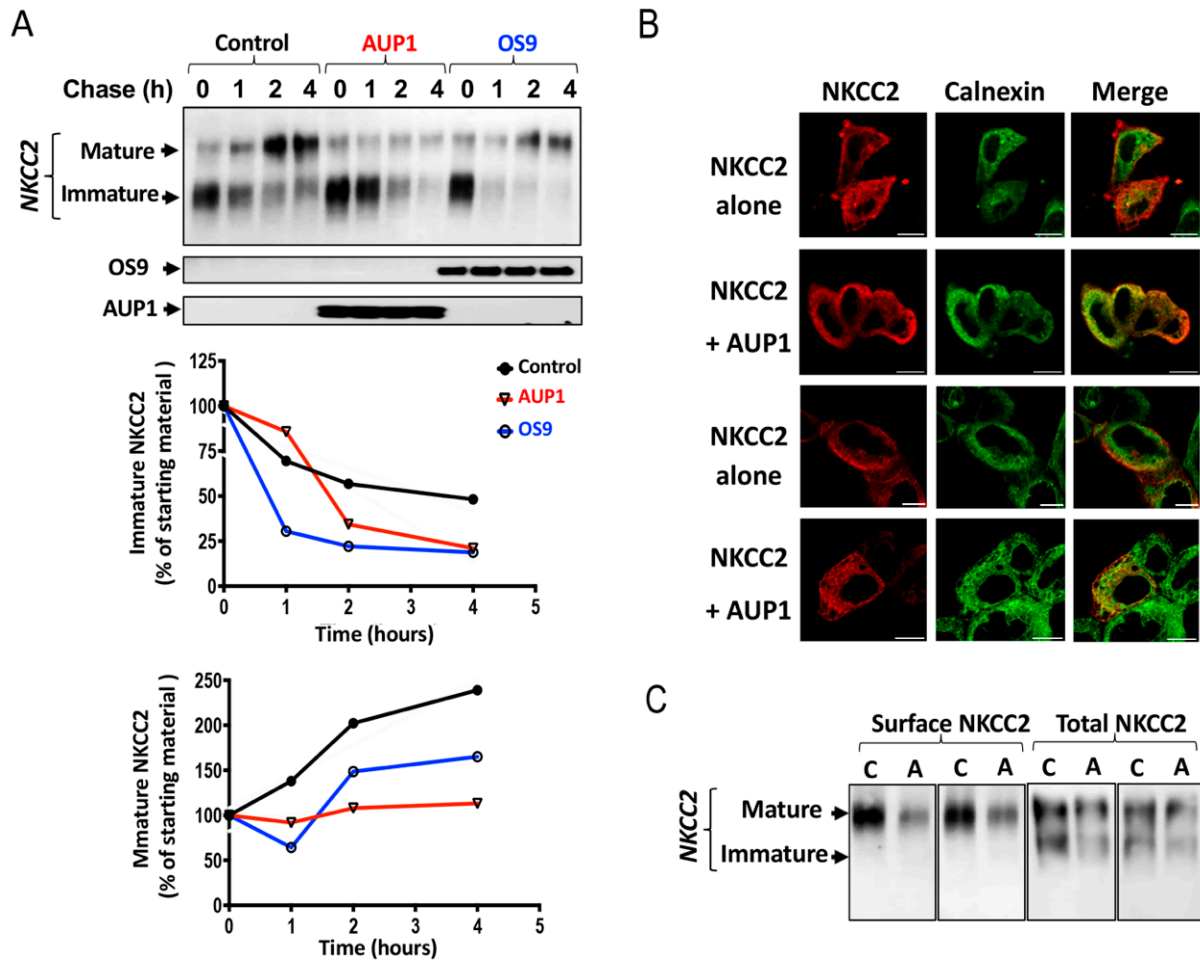 A
Control AUP1 OS9
Chase (h) 0 1 2 4 0 1 2 4 0 1 2 4
NKCC2
Mature
Immature
OS9
AUP1
Immature NKCC2
(% of starting material )
125
100
75
50
25
0
0 1 2 3 4 5
Time (hours)
Control
AUP1
OS9
Mmature NKCC2
(% of starting material )
250
200
150
100
50
0
0 1 2 3 4 5
Time (hours)
B
NKCC2 Calnexin Merge
NKCC2
alone
NKCC2
+ AUP1
NKCC2
alone
NKCC2
+ AUP1
C
Surface NKCC2 Total NKCC2
C A C A C A C A
NKCC2
Mature
Immature